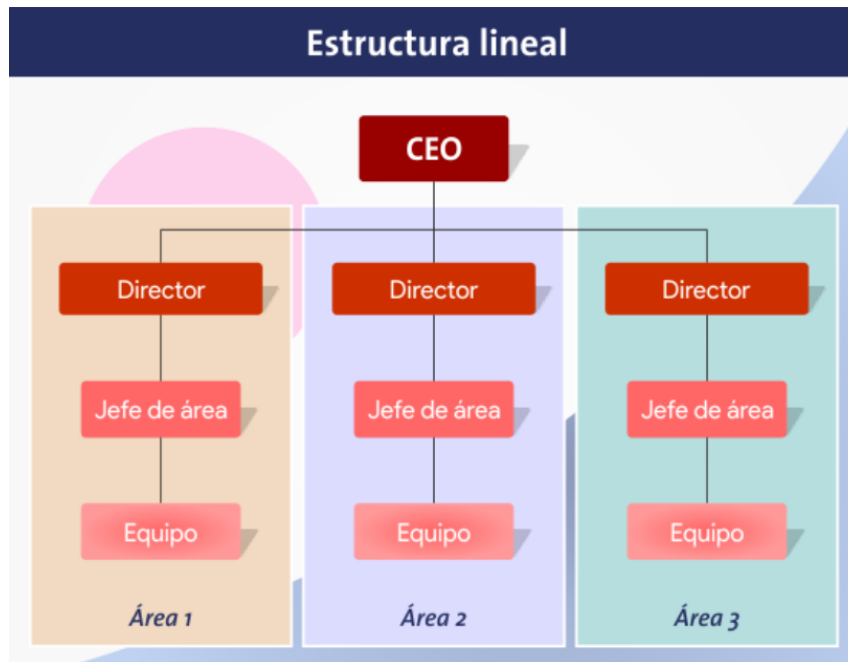 Estructura lineal
CEO
Director
Director
Director
Jefe de área
Jefe de área
Jefe de área
Equipo
Equipo
Equipo
Área 1
Área 2
Área 3